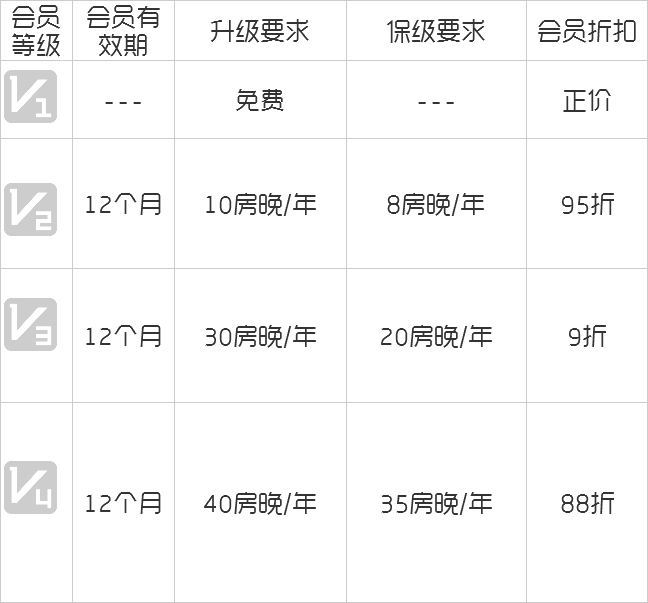 会员等级 会员有效期 升级要求 保级要求 会员折扣
V1 --- 免费 --- 正价
V2 12个月 10房晚/年 8房晚/年 95折
V3 12个月 30房晚/年 20房晚/年 9折
V4 12个月 40房晚/年 35房晚/年 88折